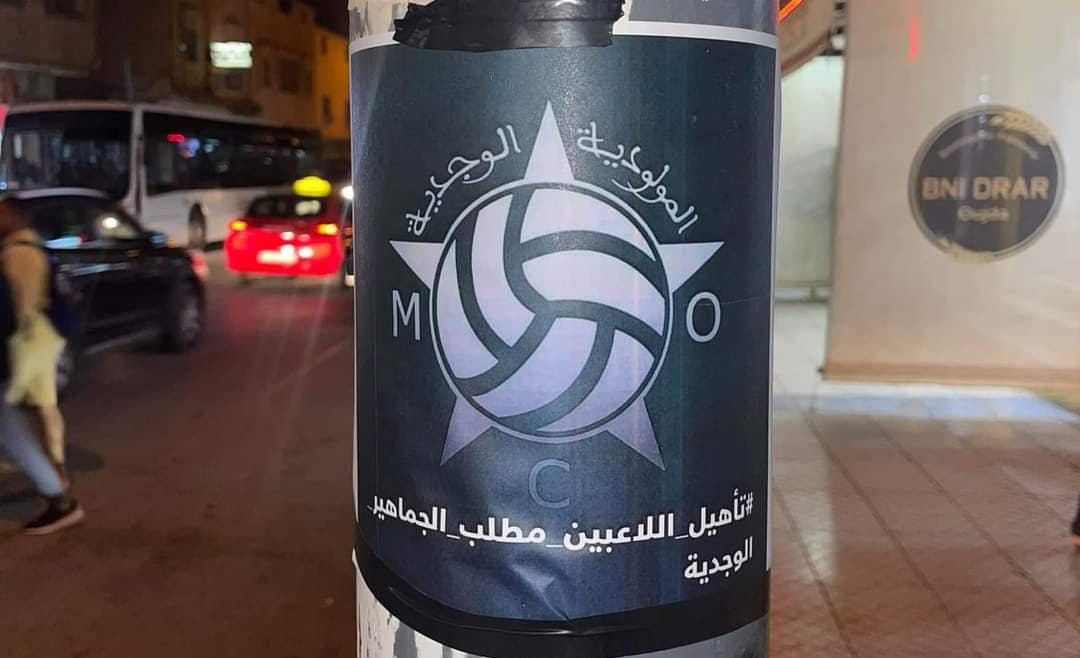 المولودية الوجدية
M O
C
#تأهيل_اللاعبين_مطلب_الجماهير_
الوجدية
BNI DRAR
Oujda